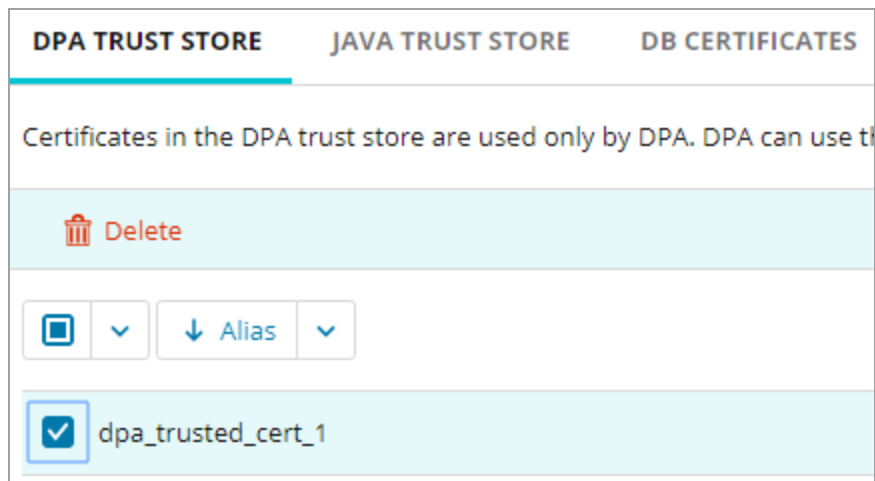 DPA TRUST STORE JAVA TRUST STORE DB CERTIFICATES
Certificates in the DPA trust store are used only by DPA. DPA can use
Delete
Alias
dpa_trusted_cert_1